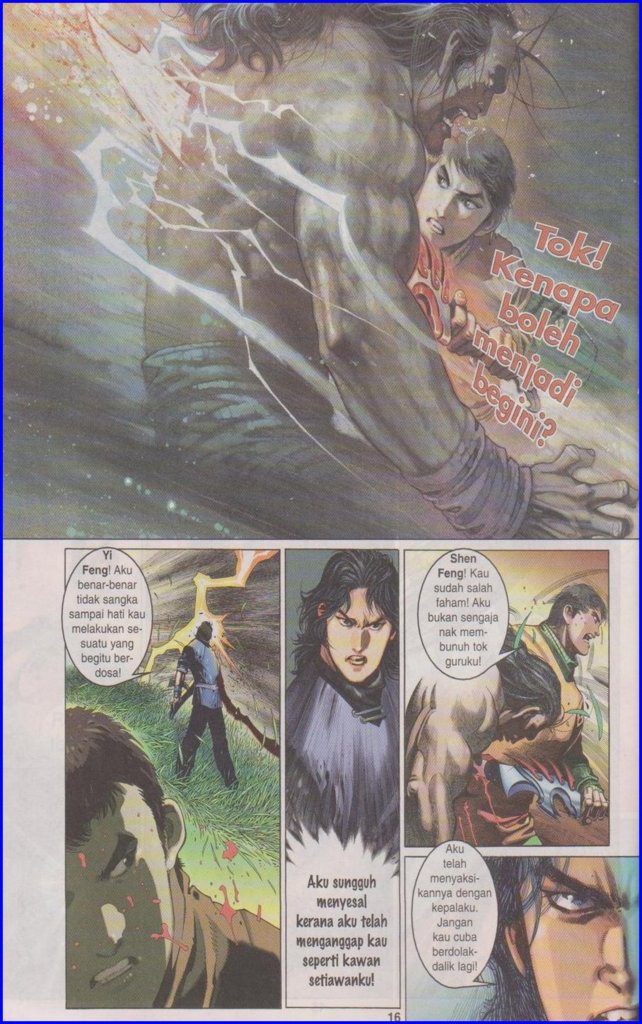 Tok!
Kenapa
boleh
menjadi
begini?
Yi
Feng! Aku
benar-benar
tidak sangka
sampai hati kau
melakukan se-
suatu yang
begitu ber-
dosa!
Aku sungguh
menyesal
kerana aku telah
menganggap kau
seperti kawan
setiawanku!
Shen
Feng! Kau
sudah salah
faham! Aku
bukan sengaja
nak mem-
bunuh tok
guruku!
Aku
telah
menyaksi-
kannya dengan
kepalaku.
Jangan
kau cuba
berdolak-
dalik lagi!
16